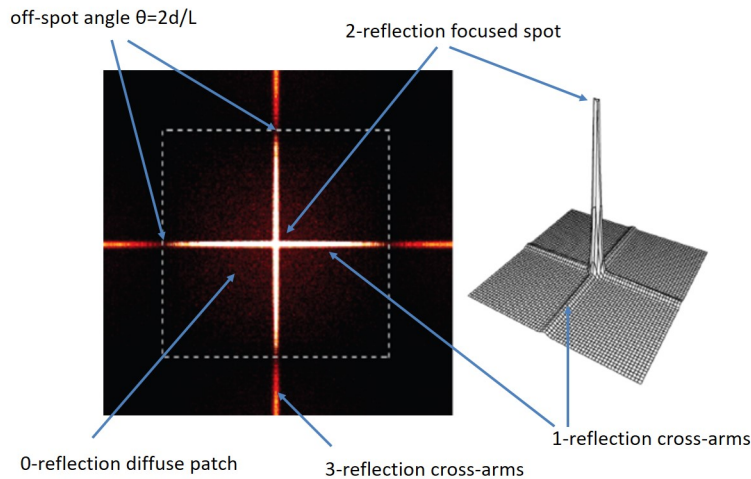 off-spot angle θ=2d/L
2-reflection focused spot
1-reflection cross-arms
0-reflection diffuse patch
3-reflection cross-arms